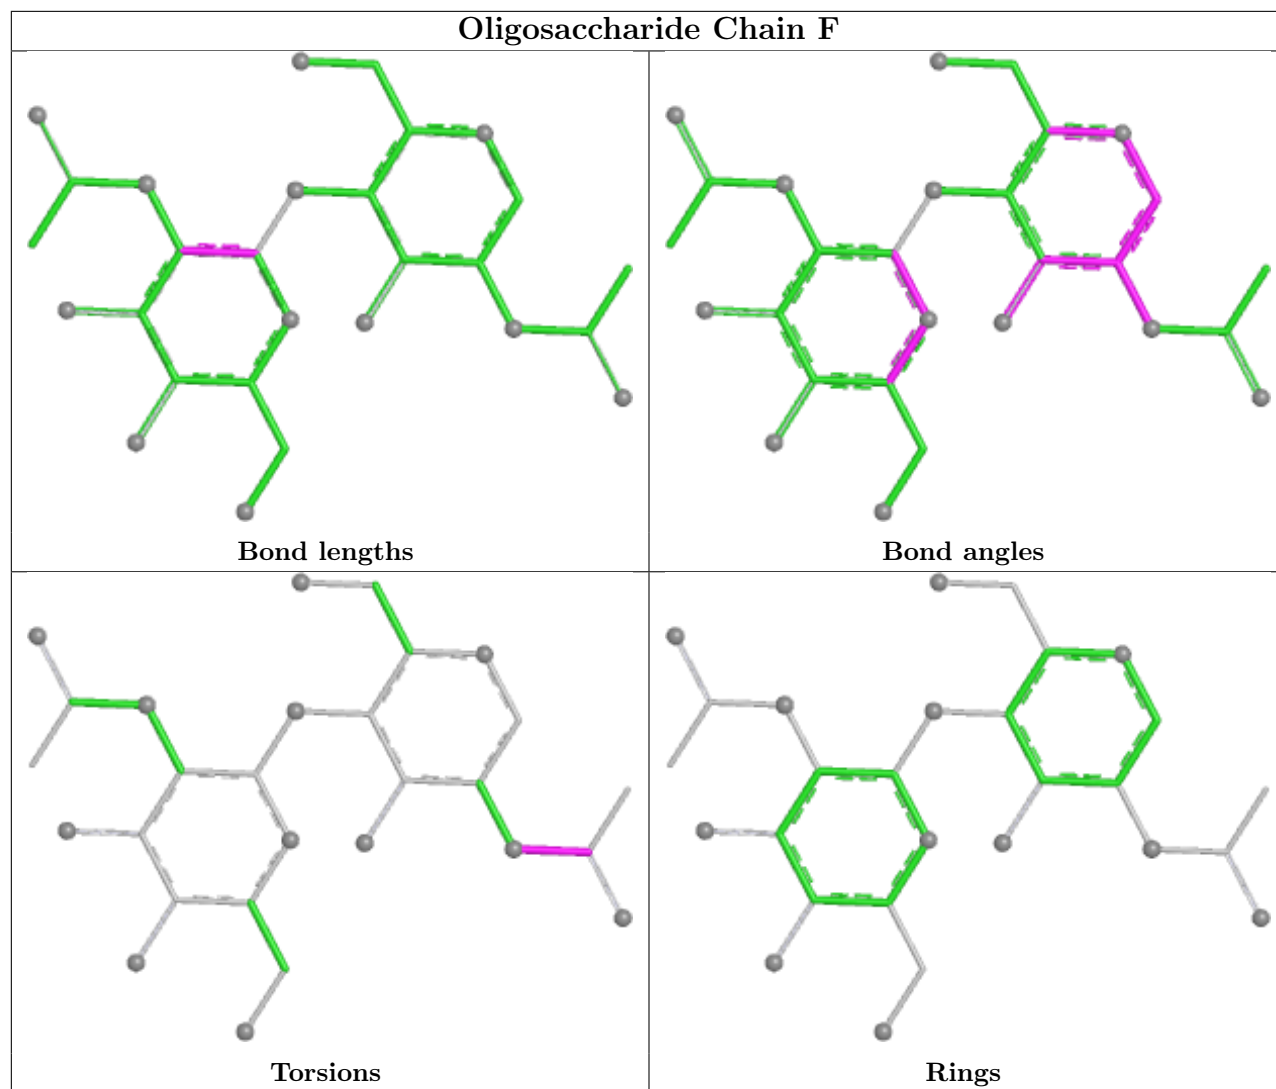 Oligosaccharide Chain F
Bond lengths
Bond angles
Torsions
Rings